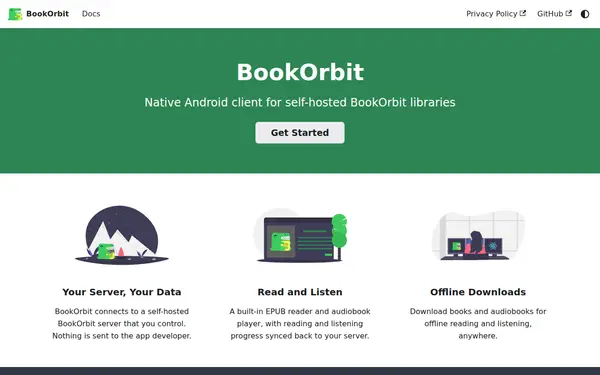 BookOrbit Docs Privacy Policy GitHub
BookOrbit
Native Android client for self-hosted BookOrbit libraries
Get Started
Your Server, Your Data
BookOrbit connects to a self-hosted
BookOrbit server that you control.
Nothing is sent to the app developer.
Read and Listen
A built-in EPUB reader and audiobook
player, with reading and listening
progress synced back to your server.
Offline Downloads
Download books and audiobooks for
offline reading and listening,
anywhere.